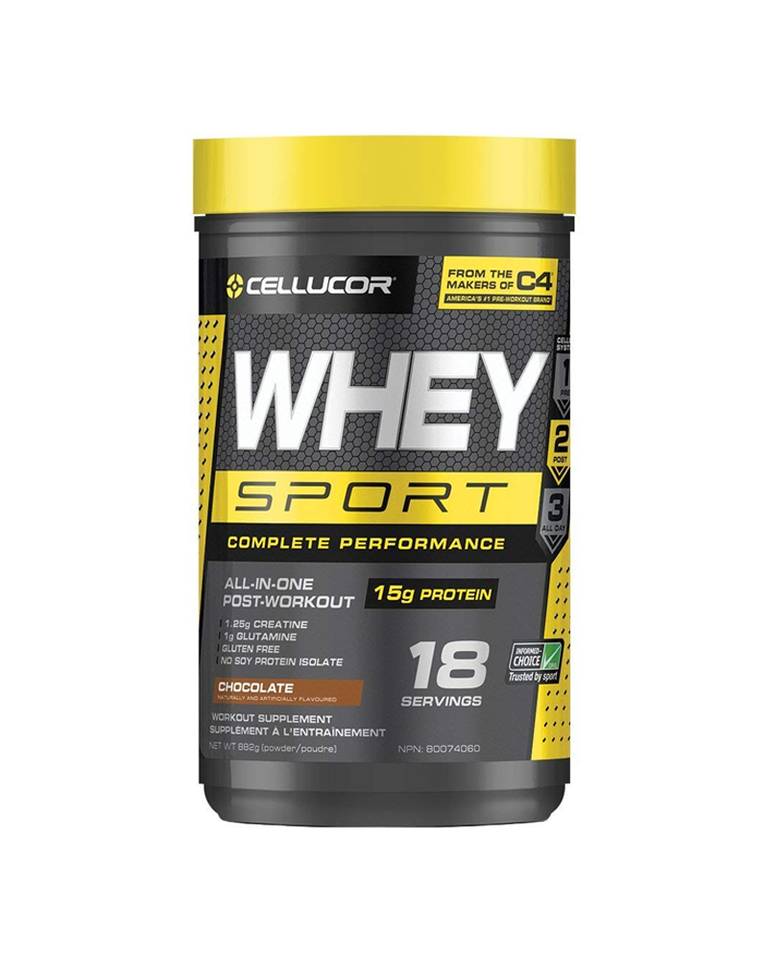 CELLUCOR®
FROM THE
MAKERS OF C4®
AMERICA'S #1 PRE-WORKOUT BRAND
WHEY
SPORT
COMPLETE PERFORMANCE
1
2
POST
3
ALL DAY
ALL-IN-ONE
POST-WORKOUT
15g PROTEIN
1.25g CREATINE
1g GLUTAMINE
GLUTEN FREE
NO SOY PROTEIN ISOLATE
18
SERVINGS
INFORMED-
CHOICE
Trusted by sport
CHOCOLATE
NATURALLY AND ARTIFICIALLY FLAVOURED
WORKOUT SUPPLEMENT
SUPPLÉMENT À L'ENTRAÎNEMENT
NET WT 882g (powder/poudre)
NPN: 80074060